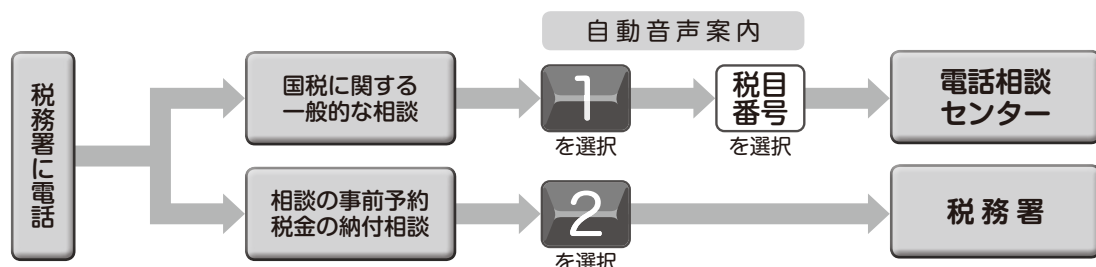 自動音声案内
税務署に電話
国税に関する
一般的な相談
1
を選択
税目
番号
を選択
電話相談
センター
相談の事前予約
税金の納付相談
2
を選択
税務署